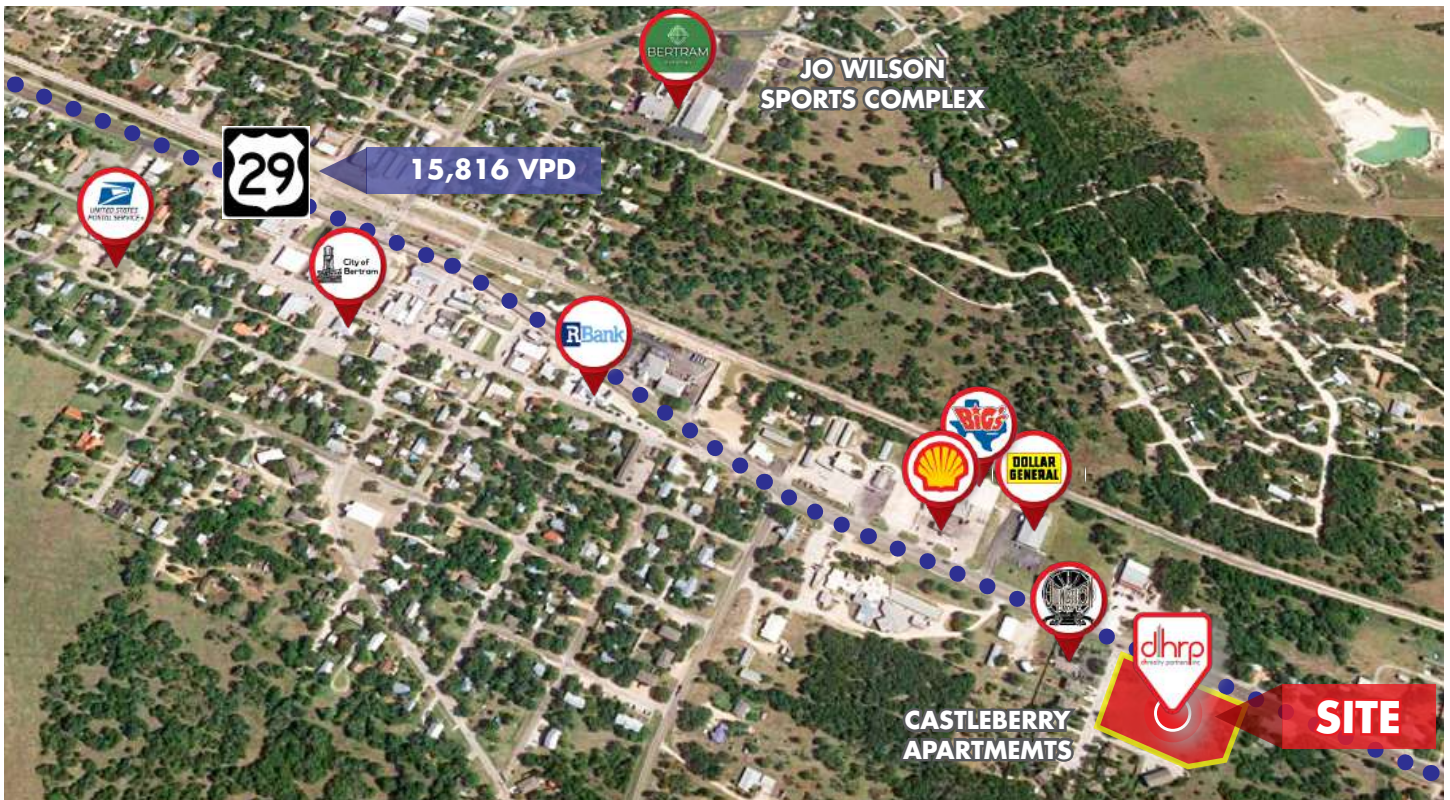 BERTRAM
JO WILSON
SPORTS COMPLEX
29
15,816 VPD
UNITED STATES
POSTAL SERVICE
City of
Bertram
RBank
BiG's
DOLLAR
GENERAL
dhrp
CASTLEBERRY
APARTMEMTS
SITE